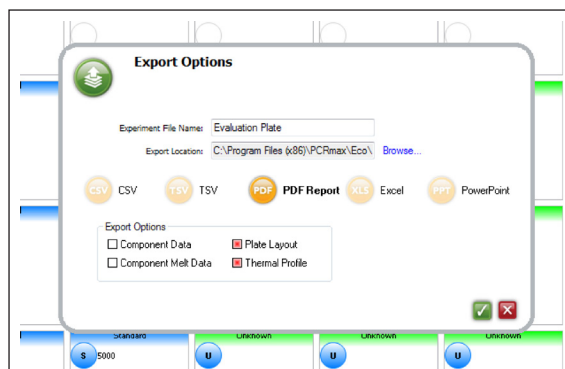 Export Options
Experiment File Name: Evaluation Plate
Export Location: C:\Program Files (x86)\PCRmax\Eco\ Browse...
CSV CSV TSV TSV PDF PDF Report XLS Excel PPT PowerPoint
Export Options
Component Data Plate Layout
Component Melt Data Thermal Profile
Standard Unknown Unknown Unknown
S 5000 U U U